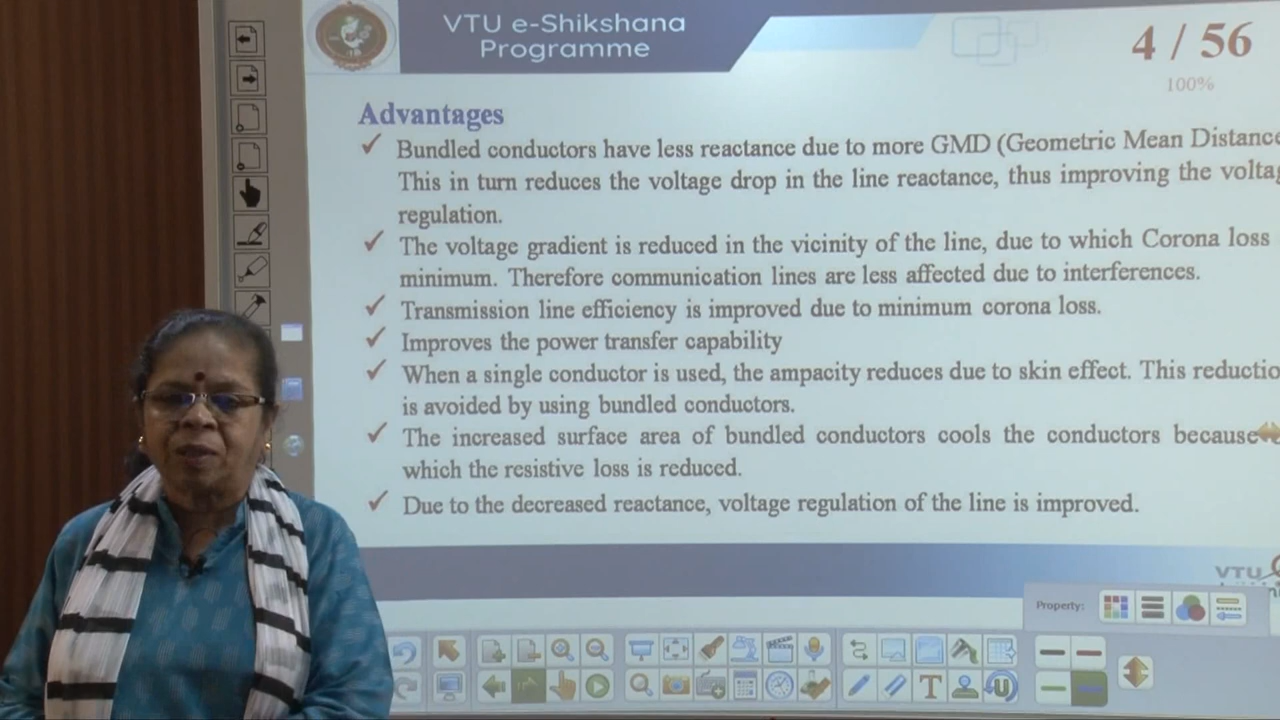 VTU e-Shikshana
Programme
4 / 56
100%
Advantages
✓ Bundled conductors have less reactance due to more GMD (Geometric Mean Distance
This in turn reduces the voltage drop in the line reactance, thus improving the
regulation.
✓ The voltage gradient is reduced in the vicinity of the line, due to which Corona loss
minimum. Therefore communication lines are less affected due to interferences.
✓ Transmission line efficiency is improved due to minimum corona loss.
✓ Improves the power transfer capability
✓ When a single conductor is used, the ampacity reduces due to skin effect. This
is avoided by using bundled conductors.
✓ The increased surface area of bundled conductors cools the conductors because
which the resistive loss is reduced.
✓ Due to the decreased reactance, voltage regulation of the line is improved.
VTU
Property: